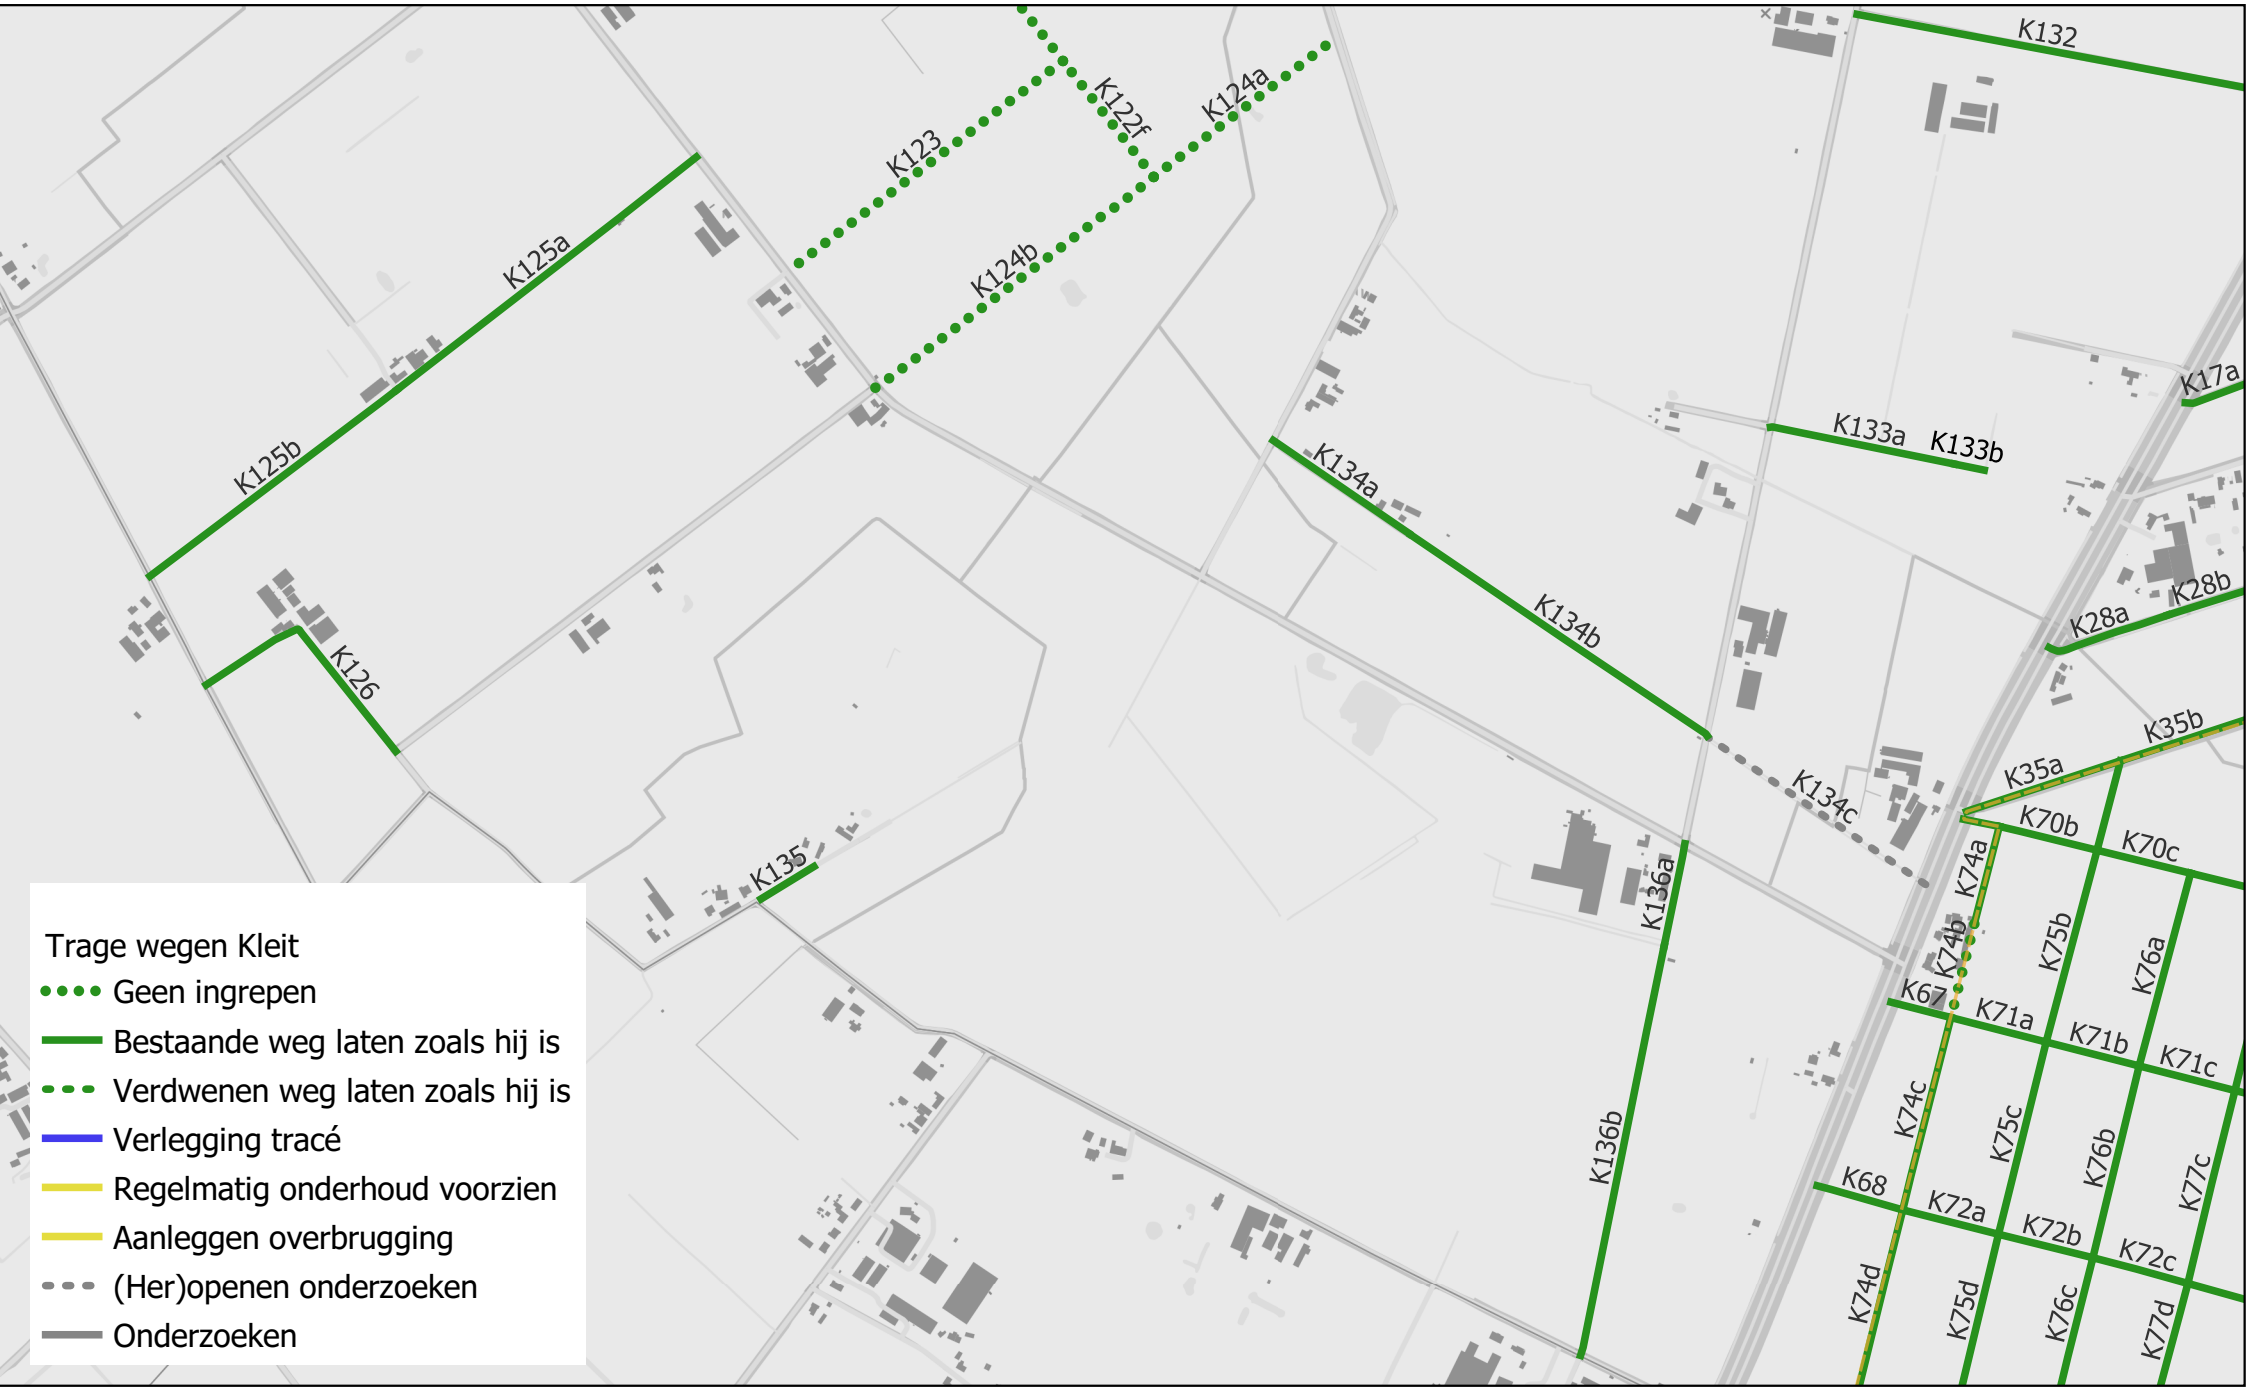 K132
K122f
K124a
K123
K125a
K124b
K17a
K133a
K133b
K125b
K134a
K28b
K28a
K134b
K126
K35b
K35a
K134c
K70b
K70c
K74a
K135
K136a
K74b
K75b
K76a
K67
K71a
K71b
K71c
K74c
K75c
K136b
K76b
K77c
K68
K72a
K72b
K72c
K74d
K75d
K76c
K77d
Trage wegen Kleit
Geen ingrepen
Bestaande weg laten zoals hij is
Verdwenen weg laten zoals hij is
Verlegging tracé
Regelmatig onderhoud voorzien
Aanleggen overbrugging
(Her)openen onderzoeken
Onderzoeken